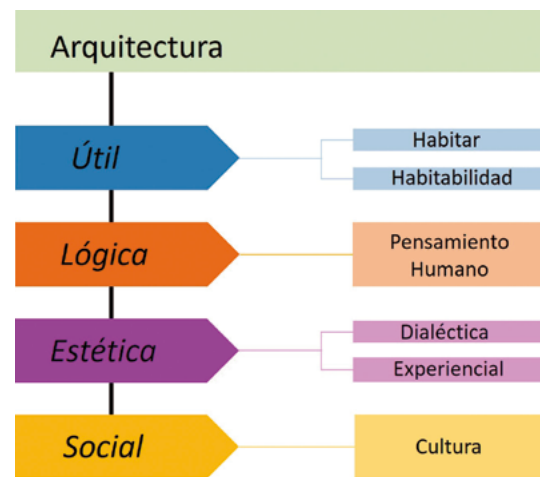 Arquitectura
Útil
Habitar
Habitabilidad
Lógica
Pensamiento
Humano
Estética
Dialéctica
Experiencial
Social
Cultura